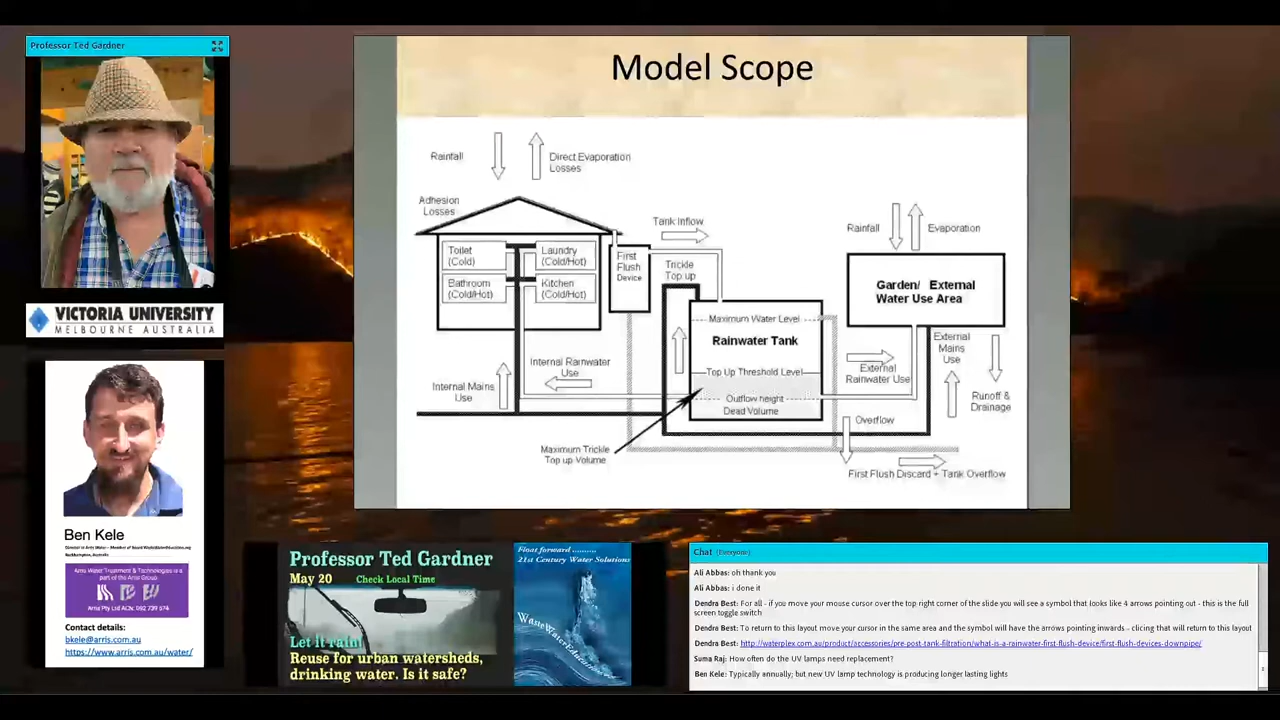 Professor Ted Gardner
VICTORIA UNIVERSITY
MELBOURNE AUSTRALIA
Ben Kele
Rockhampton, Australia
Arris Water Treatment & Technologies is a
part of the Arris Group
Arris Pty Ltd ACN: 092 739 574
Contact details:
bkele@arris.com.au
https://www.arris.com.au/water/
Model Scope
Rainfall
Direct Evaporation
Losses
Adhesion
Losses
Toilet
(Cold)
Laundry
(Cold/Hot)
Bathroom
(Cold/Hot)
Kitchen
(Cold/Hot)
First
Flush
Device
Tank Inflow
Trickle
Top up
Maximum Water Level
Rainwater Tank
Top Up Threshold Level
Outflow height
Dead Volume
Internal Rainwater
Use
Internal Mains
Use
Maximum Trickle
Top up Volume
Rainfall
Evaporation
Garden/ External
Water Use Area
External
Rainwater Use
External
Mains
Use
Runoff &
Drainage
Overflow
First Flush Discard + Tank Overflow
Professor Ted Gardner
May 20 Check Local Time
Let it rain!
Reuse for urban watersheds,
drinking water. Is it safe?
Float forward ..........
21st Century Water Solutions
Chat (Everyone)
Ali Abbas: oh thank you
Ali Abbas: i done it
Dendra Best: For all - if you move your mouse cursor over the top right corner of the slide you will see a symbol that looks like 4 arrows pointing out - this is the full
screen toggle switch
Dendra Best: To return to this layout move your cursor in the same area and the symbol will have the arrows pointing inwards - clicing that will return to this layout
Dendra Best: http://waterplex.com.au/product/accessories/pre-post-tank-filtration/what-is-a-rainwater-first-flush-device/first-flush-devices-downpipe/
Suma Raj: How often do the UV lamps need replacement?
Ben Kele: Typically annually; but new UV lamp technology is producing longer lasting lights